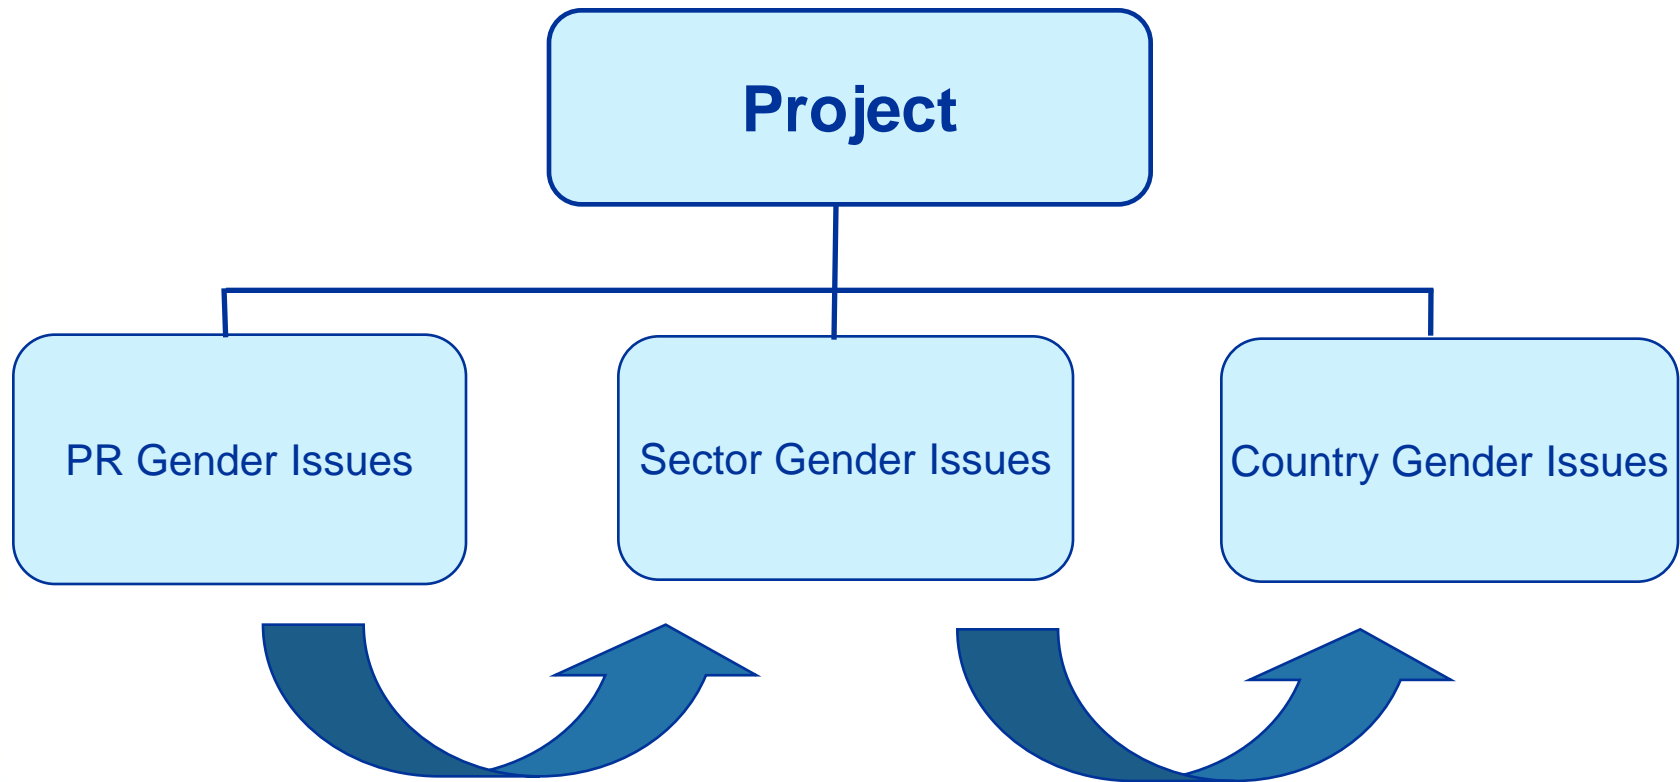 Project
PR Gender Issues
Sector Gender Issues
Country Gender Issues